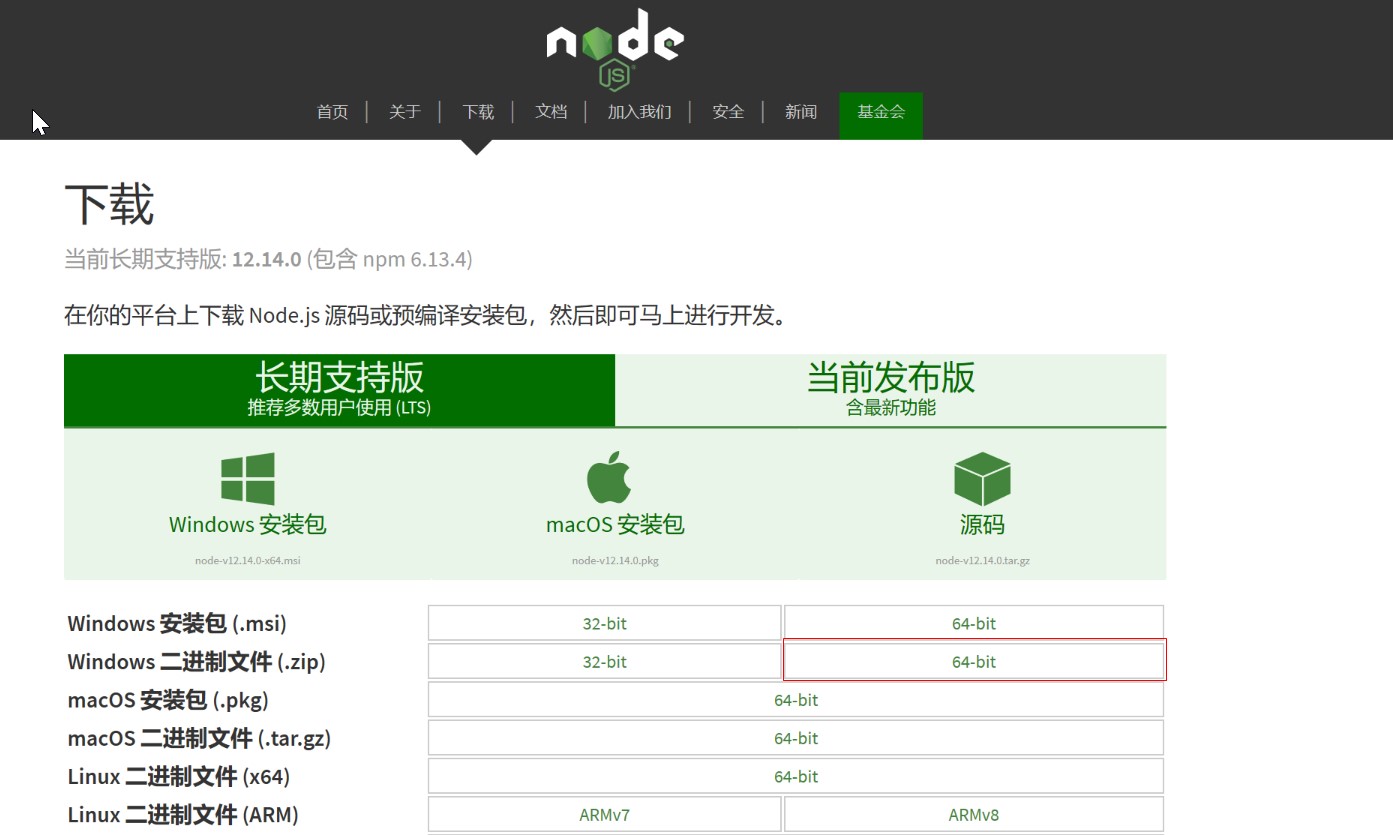 node
JS
首页 | 关于 | 下载 | 文档 | 加入我们 | 安全 | 新闻 基金会
下载
当前长期支持版: 12.14.0 (包含 npm 6.13.4)
在你的平台上下载 Node.js 源码或预编译安装包，然后即可马上进行开发。
长期支持版
推荐多数用户使用 (LTS)
当前发布版
含最新功能
Windows 安装包
node-v12.14.0-x64.msi
macOS 安装包
node-v12.14.0.pkg
源码
node-v12.14.0.tar.gz
Windows 安装包 (.msi) 32-bit 64-bit
Windows 二进制文件 (.zip) 32-bit 64-bit
macOS 安装包 (.pkg) 64-bit
macOS 二进制文件 (.tar.gz) 64-bit
Linux 二进制文件 (x64) 64-bit
Linux 二进制文件 (ARM) ARMv7 ARMv8